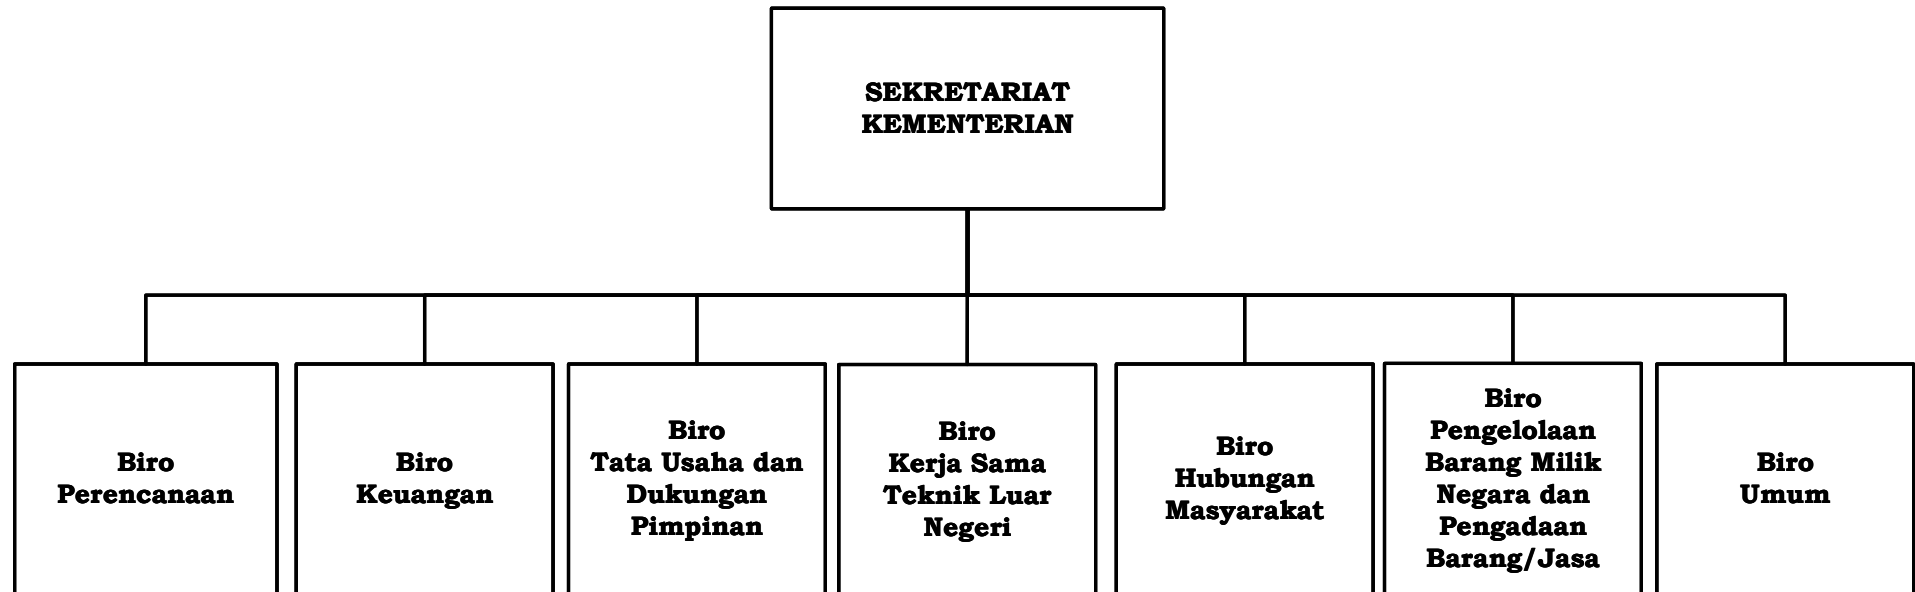 SEKRETARIAT
KEMENTERIAN
Biro
Perencanaan
Biro
Keuangan
Biro
Tata Usaha dan
Dukungan
Pimpinan
Biro
Kerja Sama
Teknik Luar
Negeri
Biro
Hubungan
Masyarakat
Biro
Pengelolaan
Barang Milik
Negara dan
Pengadaan
Barang/Jasa
Biro
Umum